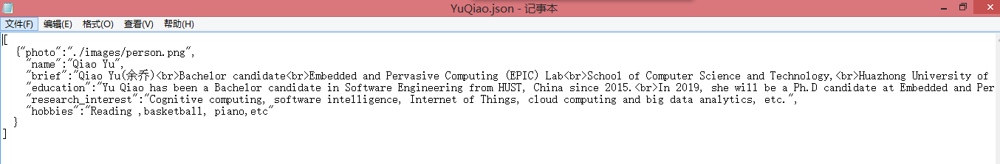 YuQiao.json - 记事本
文件(F) 编辑(E) 格式(O) 查看(V) 帮助(H)
[
{"photo":"./images/person.png",
"name":"Qiao Yu",
"brief":"Qiao Yu(余乔)<br>Bachelor candidate<br>Embedded and Pervasive Computing (EPIC) Lab<br>School of Computer Science and Technology,<br>Huazhong University of
"education":"Yu Qiao has been a Bachelor candidate in Software Engineering from HUST, China since 2015.<br>In 2019, she will be a Ph.D candidate at Embedded and Per
"research_interest":"Cognitive computing, software intelligence, Internet of Things, cloud computing and big data analytics, etc.",
"hobbies":"Reading ,basketball, piano,etc"
}
]